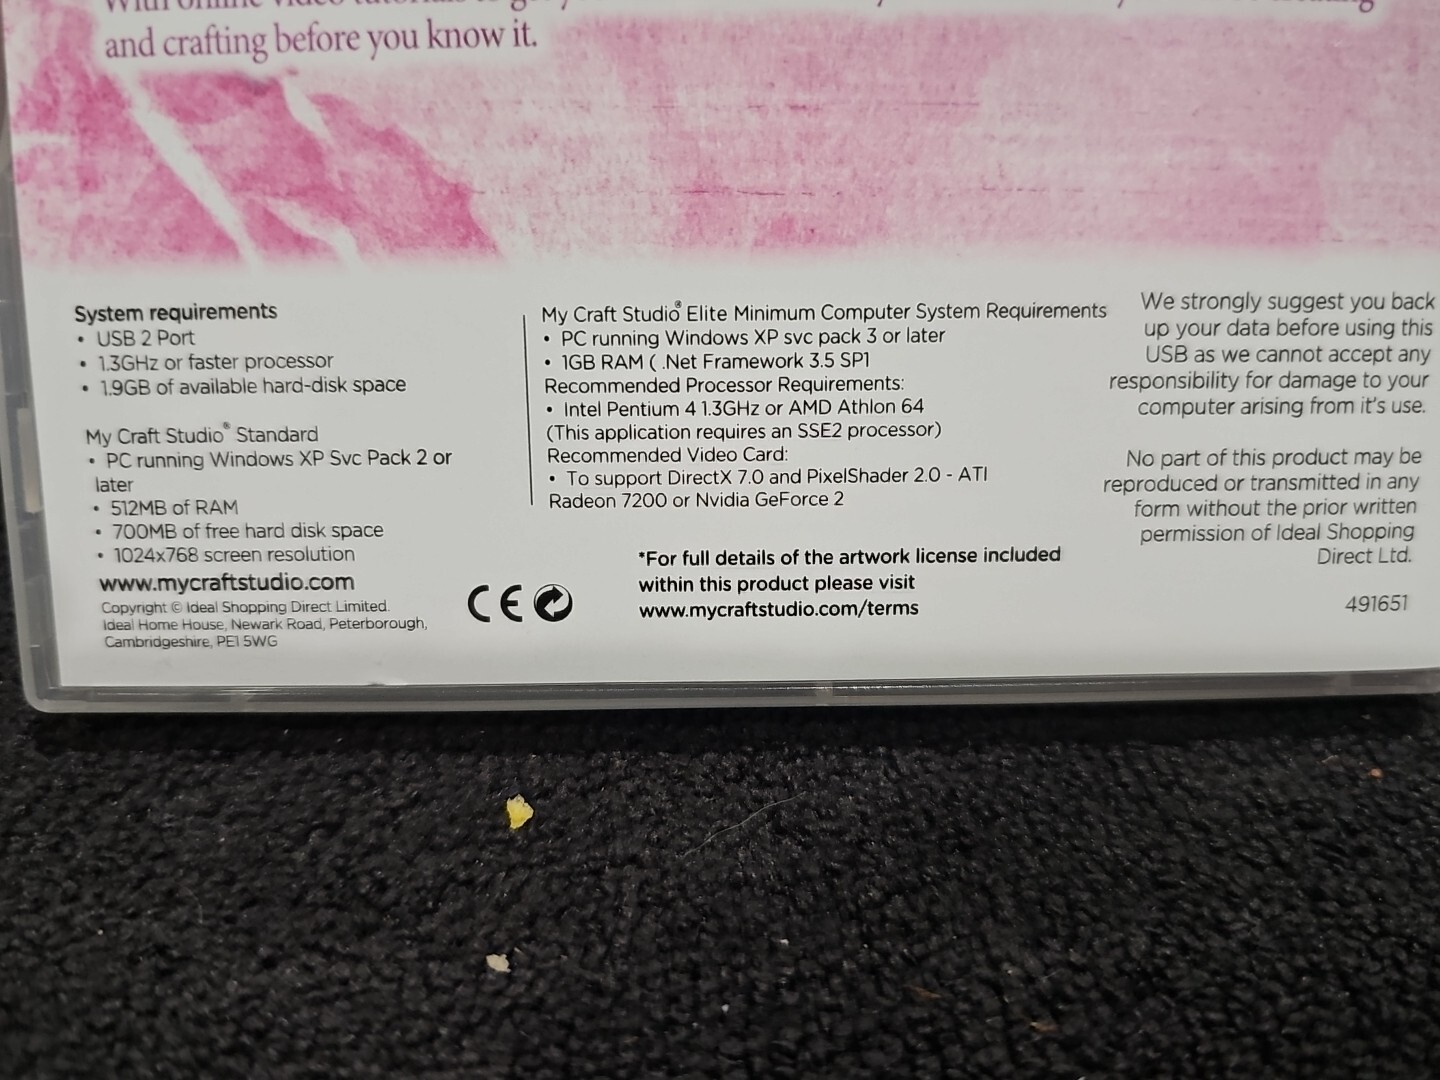 and crafting before you know it.
System requirements
• USB 2 Port
• 1.3GHz or faster processor
• 1.9GB of available hard-disk space
My Craft Studio® Standard
• PC running Windows XP Svc Pack 2 or
later
• 512MB of RAM
• 700MB of free hard disk space
• 1024x768 screen resolution
www.mycraftstudio.com
Copyright © Ideal Shopping Direct Limited.
Ideal Home House, Newark Road, Peterborough,
Cambridgeshire, PE1 5WG
CE
My Craft Studio® Elite Minimum Computer System Requirements
• PC running Windows XP svc pack 3 or later
• 1GB RAM ( .Net Framework 3.5 SP1
Recommended Processor Requirements:
• Intel Pentium 4 1.3GHz or AMD Athlon 64
(This application requires an SSE2 processor)
Recommended Video Card:
• To support DirectX 7.0 and PixelShader 2.0 - ATI
Radeon 7200 or Nvidia GeForce 2
*For full details of the artwork license included
within this product please visit
www.mycraftstudio.com/terms
We strongly suggest you back
up your data before using this
USB as we cannot accept any
responsibility for damage to your
computer arising from it's use.
No part of this product may be
reproduced or transmitted in any
form without the prior written
permission of Ideal Shopping
Direct Ltd.
491651